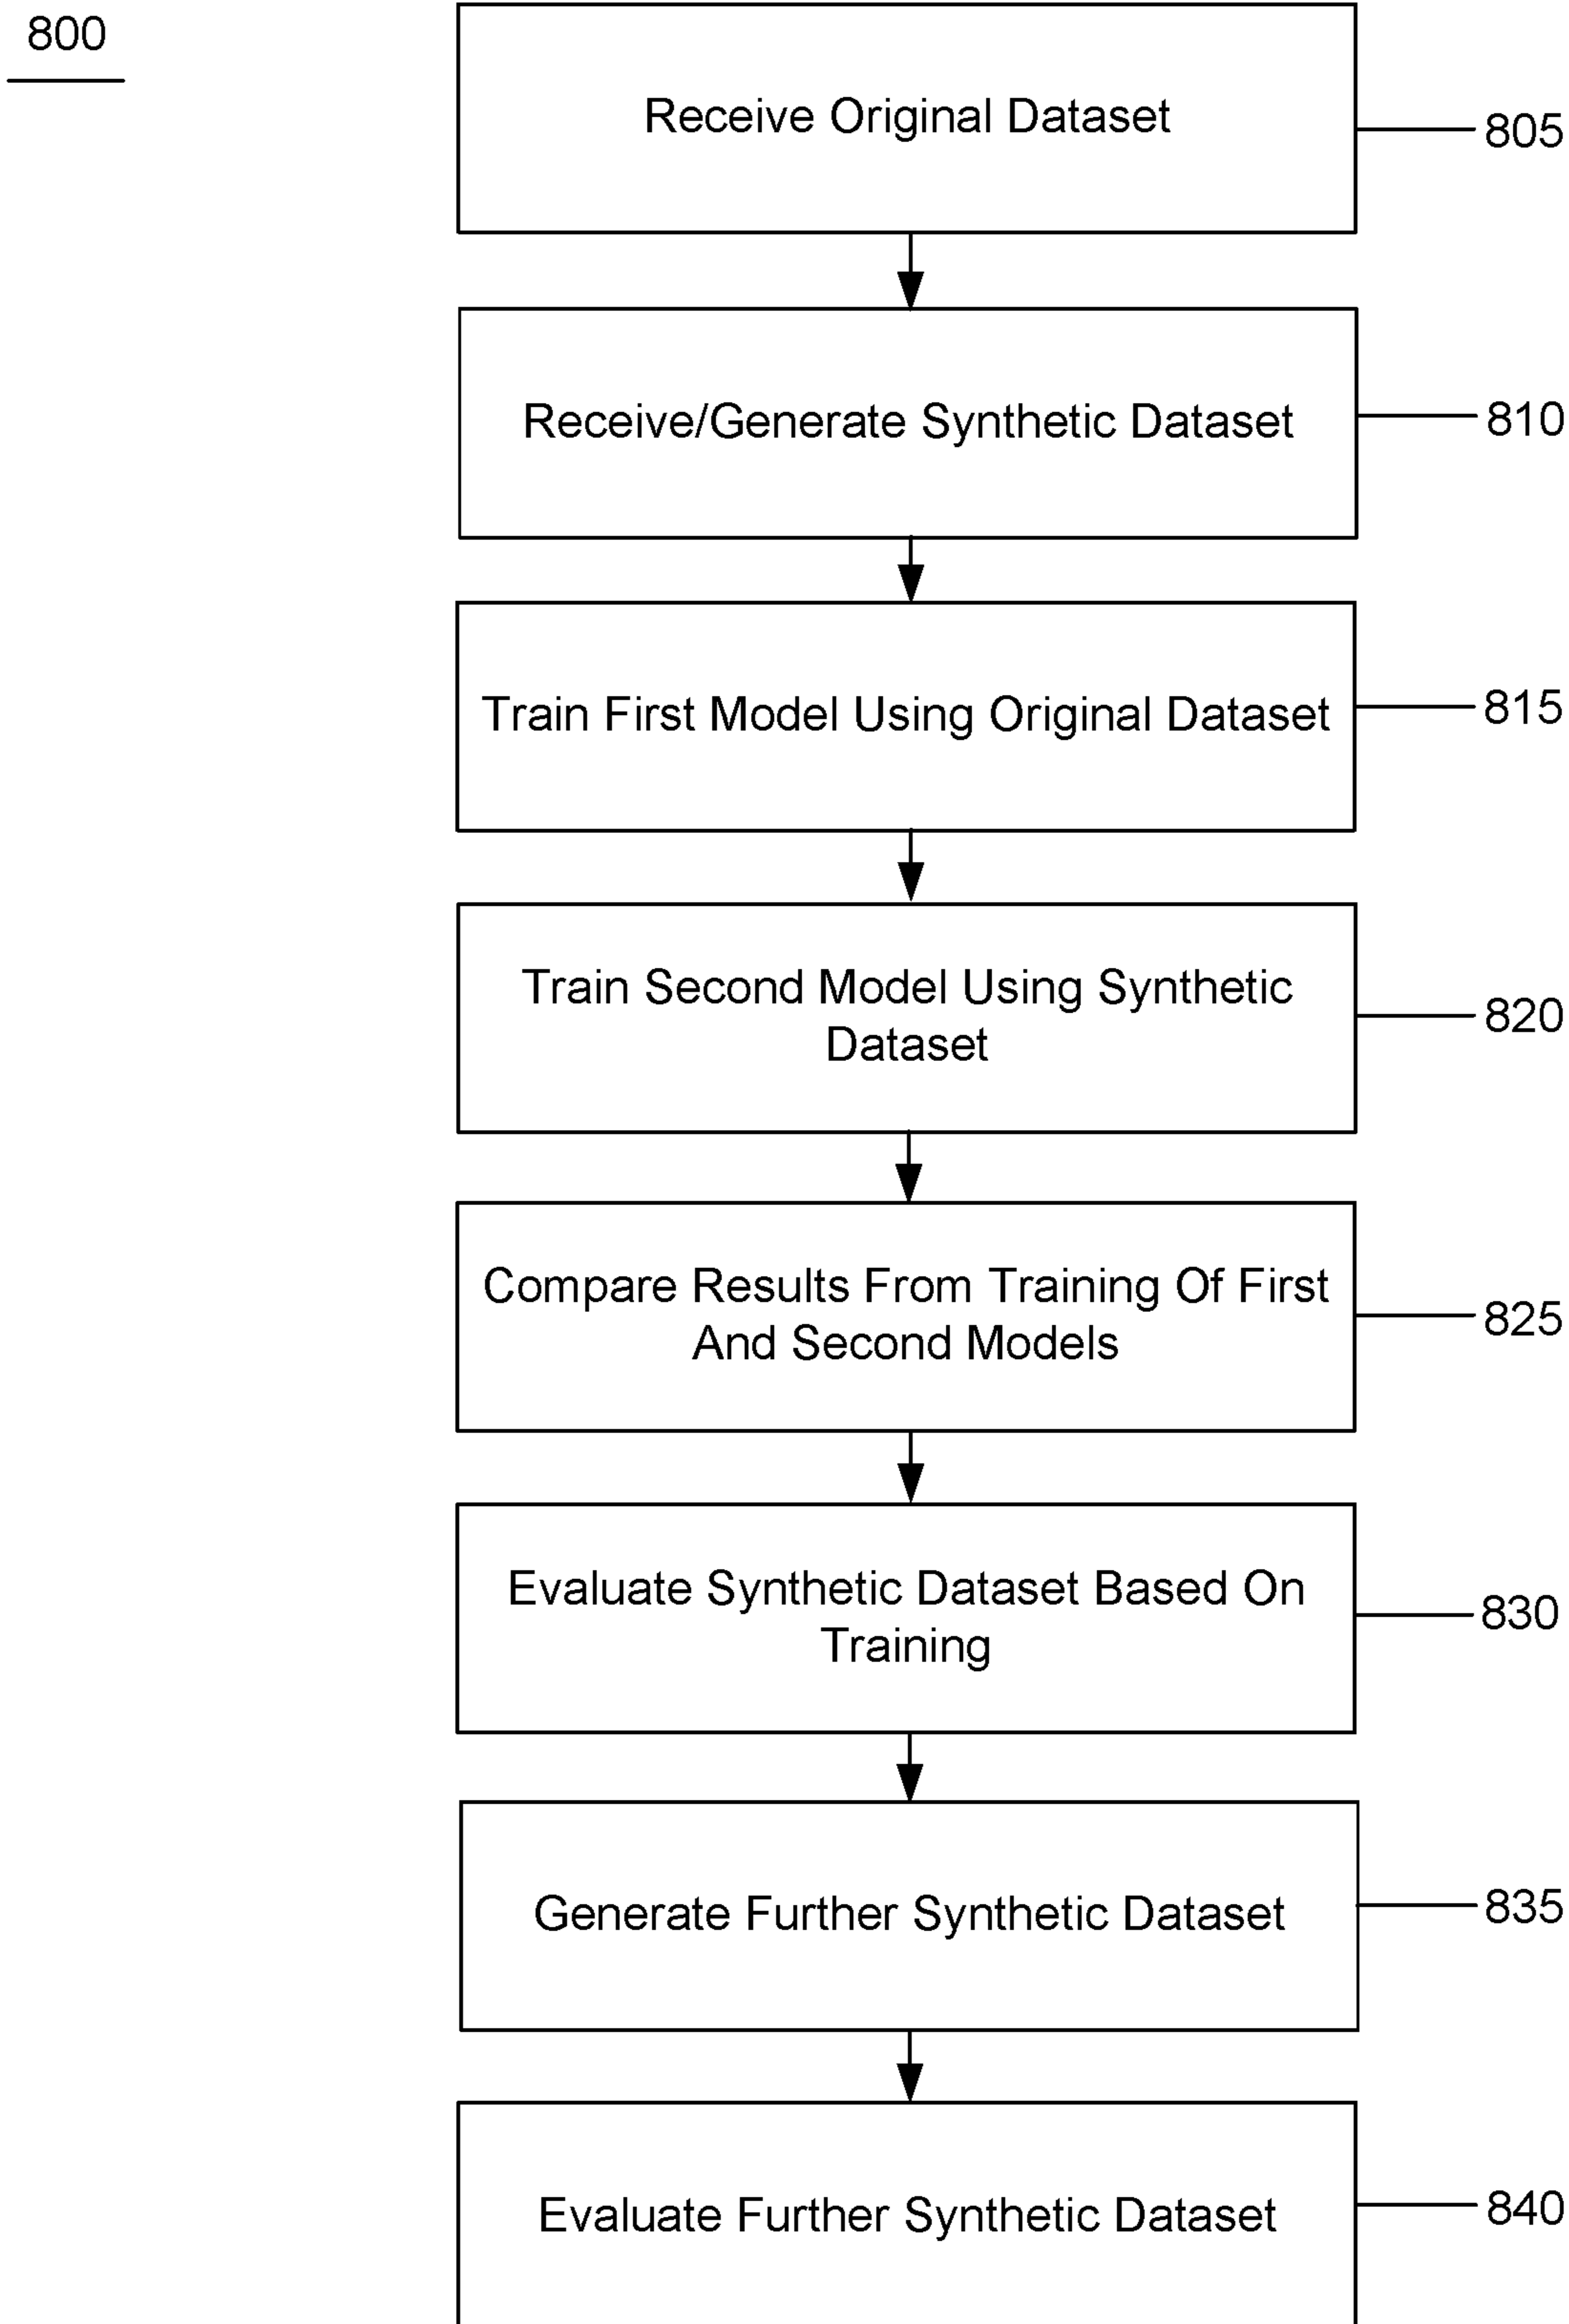 800
Receive Original Dataset
805
Receive/Generate Synthetic Dataset
810
Train First Model Using Original Dataset
815
Train Second Model Using Synthetic
Dataset
820
Compare Results From Training Of First
And Second Models
825
Evaluate Synthetic Dataset Based On
Training
830
Generate Further Synthetic Dataset
835
Evaluate Further Synthetic Dataset
840